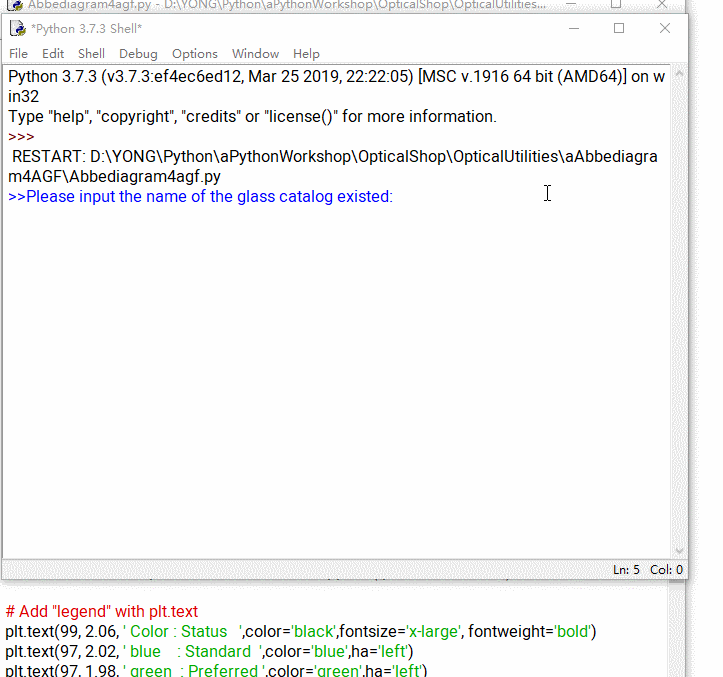 Abbediagram4agf.py - D:\YONG\Python\aPythonWorkshop\OpticalShop\OpticalUtilities...
*Python 3.7.3 Shell*
File Edit Shell Debug Options Window Help
Python 3.7.3 (v3.7.3:ef4ec6ed12, Mar 25 2019, 22:22:05) [MSC v.1916 64 bit (AMD64)] on w
in32
Type "help", "copyright", "credits" or "license()" for more information.
>>>
RESTART: D:\YONG\Python\aPythonWorkshop\OpticalShop\OpticalUtilities\aAbbediagra
m4AGF\Abbediagram4agf.py
>>Please input the name of the glass catalog existed:
Ln: 5 Col: 0
# Add "legend" with plt.text
plt.text(99, 2.06, ' Color : Status   ',color='black',fontsize='x-large', fontweight='bold')
plt.text(97, 2.02, ' blue    : Standard  ',color='blue',ha='left')
plt.text(97, 1.98, ' green  : Preferred ',color='green',ha='left')